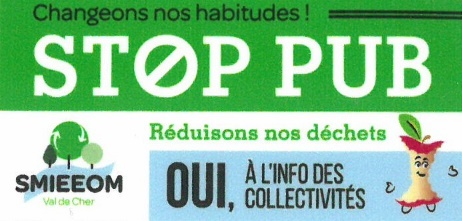 Changeons nos habitudes !
STOP PUB
Réduisons nos déchets
SMIEEOM
Val de Cher
OUI, À L'INFO DES
COLLECTIVITÉS